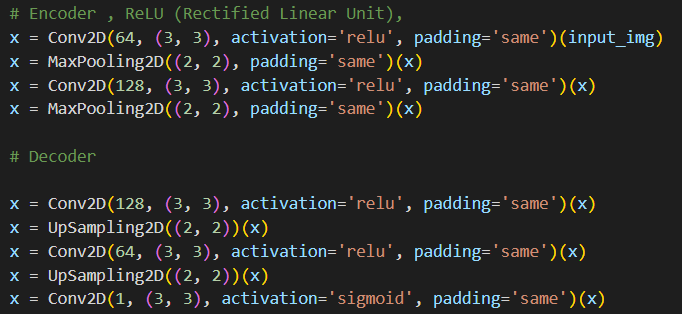 # Encoder , ReLU (Rectified Linear Unit),
x = Conv2D(64, (3, 3), activation='relu', padding='same')(input_img)
x = MaxPooling2D((2, 2), padding='same')(x)
x = Conv2D(128, (3, 3), activation='relu', padding='same')(x)
x = MaxPooling2D((2, 2), padding='same')(x)
# Decoder
x = Conv2D(128, (3, 3), activation='relu', padding='same')(x)
x = UpSampling2D((2, 2))(x)
x = Conv2D(64, (3, 3), activation='relu', padding='same')(x)
x = UpSampling2D((2, 2))(x)
x = Conv2D(1, (3, 3), activation='sigmoid', padding='same')(x)